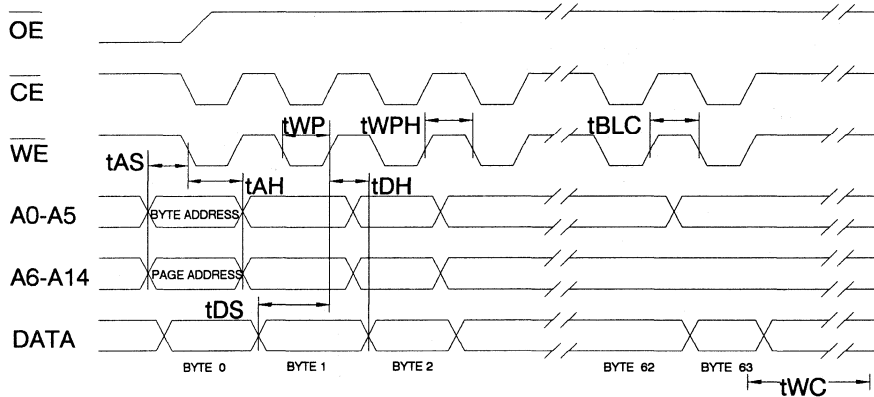 OE
CE
tWP tWPH tBLC
WE
tAS
tAH tDH
A0-A5 BYTE ADDRESS
A6-A14 PAGE ADDRESS
tDS
DATA
BYTE 0 BYTE 1 BYTE 2 BYTE 62 BYTE 63
tWC